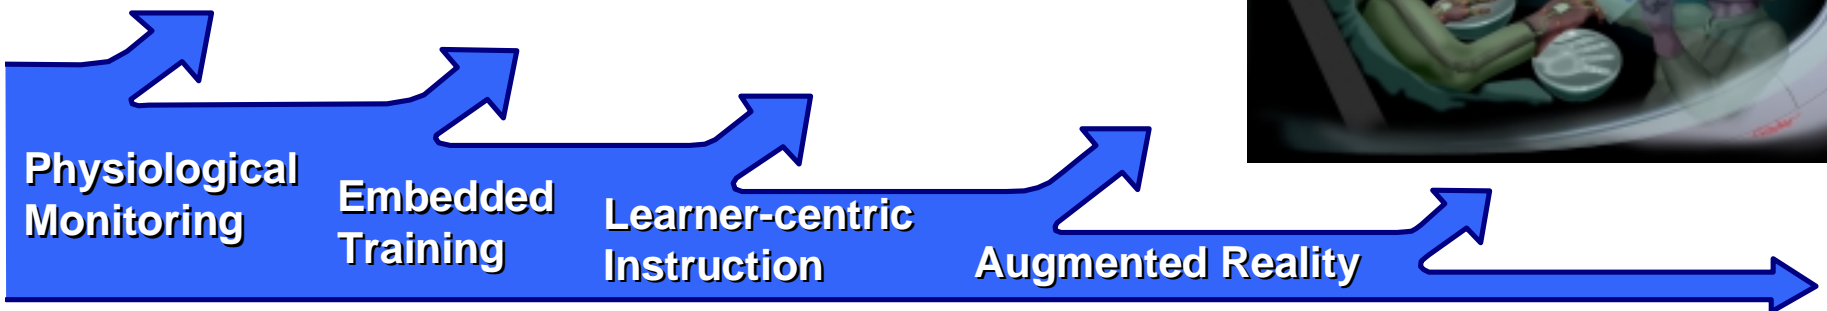 Physiological
Monitoring
Embedded
Training
Learner-centric
Instruction
Augmented Reality